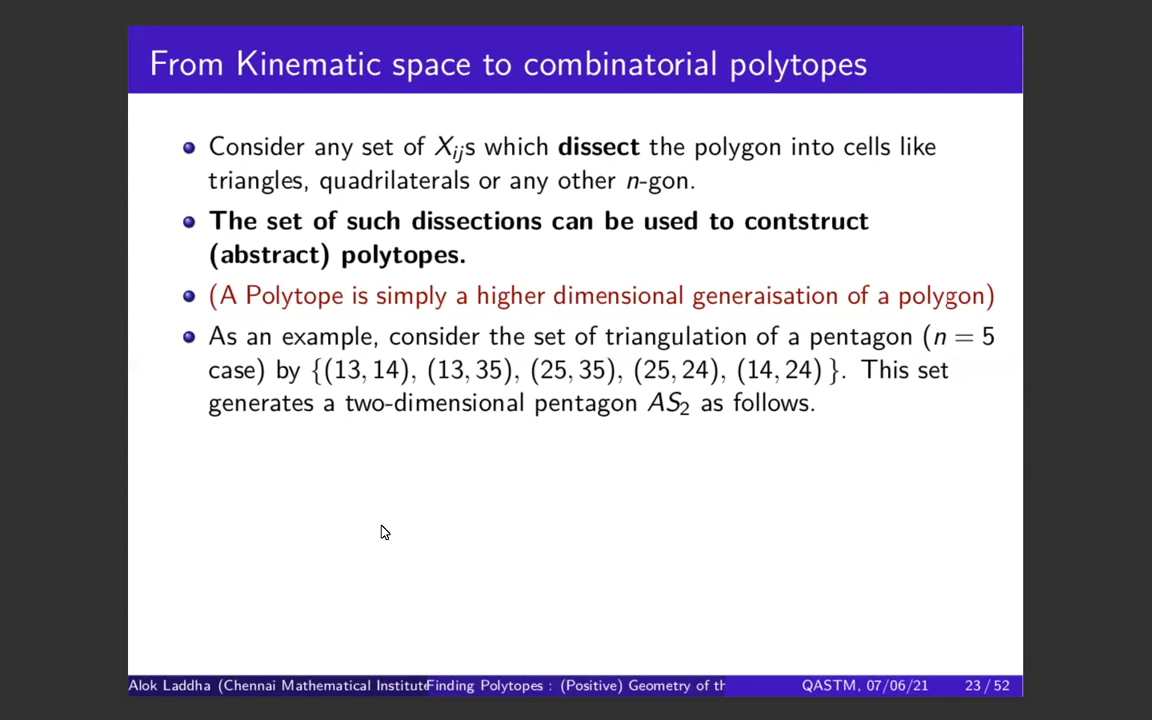 From Kinematic space to combinatorial polytopes
Consider any set of X_{ij}s which dissect the polygon into cells like
triangles, quadrilaterals or any other n-gon.
The set of such dissections can be used to contstruct
(abstract) polytopes.
(A Polytope is simply a higher dimensional generaisation of a polygon)
As an example, consider the set of triangulation of a pentagon (n = 5
case) by {(13, 14), (13, 35), (25, 35), (25, 24), (14, 24) }. This set
generates a two-dimensional pentagon AS_2 as follows.
Alok Laddha (Chennai Mathematical Institute Finding Polytopes : (Positive) Geometry of th QASTM, 07/06/21 23 / 52